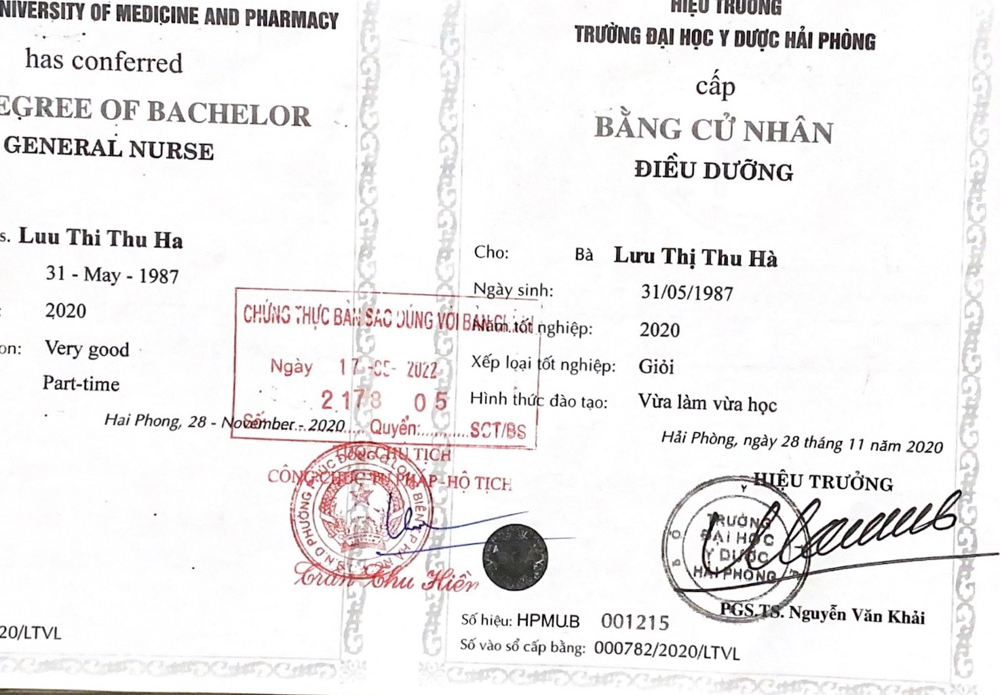 NIVERSITY OF MEDICINE AND PHARMACY
has conferred
EGREE OF BACHELOR
GENERAL NURSE
s. Luu Thi Thu Ha
31 - May - 1987
2020
on: Very good
Part-time
Hai Phong, 28 - November - 2020
20/LTVL
CHỨNG THỰC BẢN SAO ĐÚNG VỚI BẢN
Ngày 17 -05- 2022
2178 05
Số Quyển:...........SCT/BS
CHỦ TỊCH
CÔNG CHỨC TƯ PHÁP-HỘ TỊCH
Trần Thu Hiền
HIỆU TRƯỞNG
TRƯỜNG ĐẠI HỌC Y DƯỢC HẢI PHÒNG
cấp
BẰNG CỬ NHÂN
ĐIỀU DƯỠNG
Cho: Bà Lưu Thị Thu Hà
Ngày sinh: 31/05/1987
Năm tốt nghiệp: 2020
Xếp loại tốt nghiệp: Giỏi
Hình thức đào tạo: Vừa làm vừa học
Hải Phòng, ngày 28 tháng 11 năm 2020
HIỆU TRƯỞNG
TRƯỜNG
ĐẠI HỌC
Y DƯỢC
HẢI PHÒNG
PGS.TS. Nguyễn Văn Khải
Số hiệu: HPMU.B 001215
Số vào sổ cấp bằng: 000782/2020/LTVL